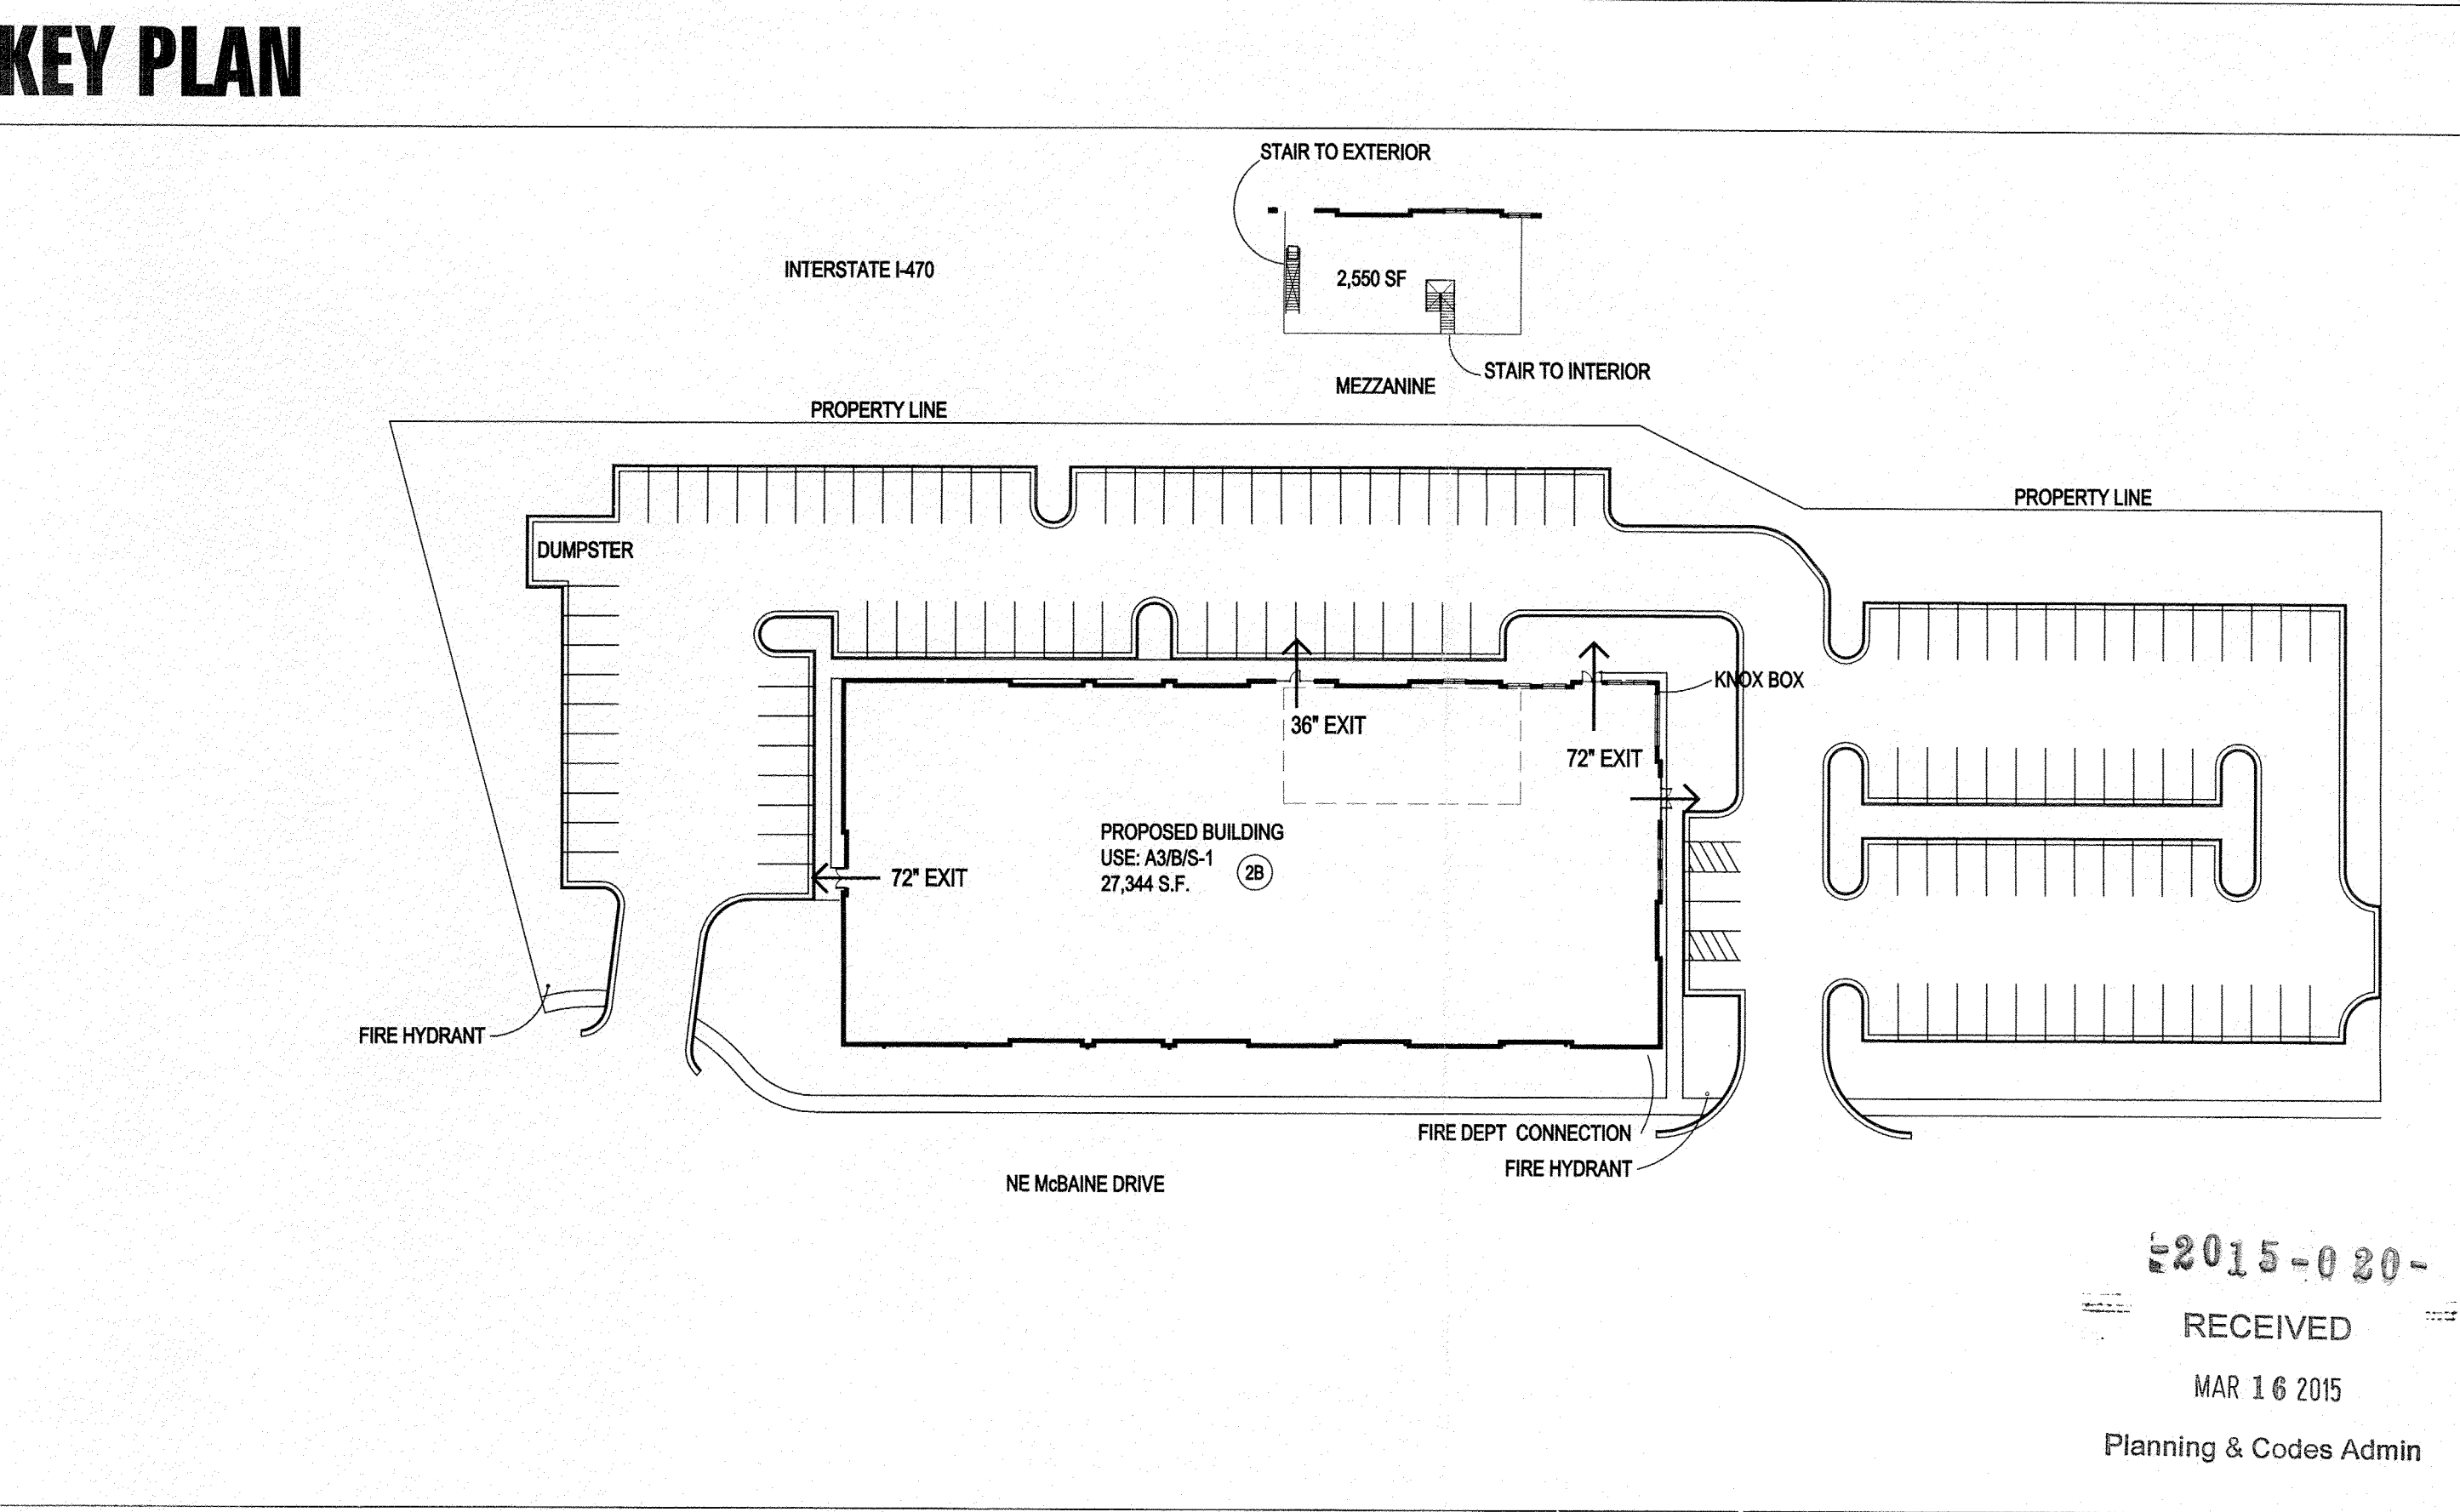 KEY PLAN
STAIR TO EXTERIOR
INTERSTATE I-470
2,550 SF
STAIR TO INTERIOR
MEZZANINE
PROPERTY LINE
PROPERTY LINE
DUMPSTER
KNOX BOX
36" EXIT
72" EXIT
PROPOSED BUILDING
USE: A3/B/S-1
27,344 S.F.
2B
72" EXIT
FIRE HYDRANT
FIRE DEPT CONNECTION
FIRE HYDRANT
NE McBAINE DRIVE
-2015-020-
RECEIVED
MAR 16 2015
Planning & Codes Admin